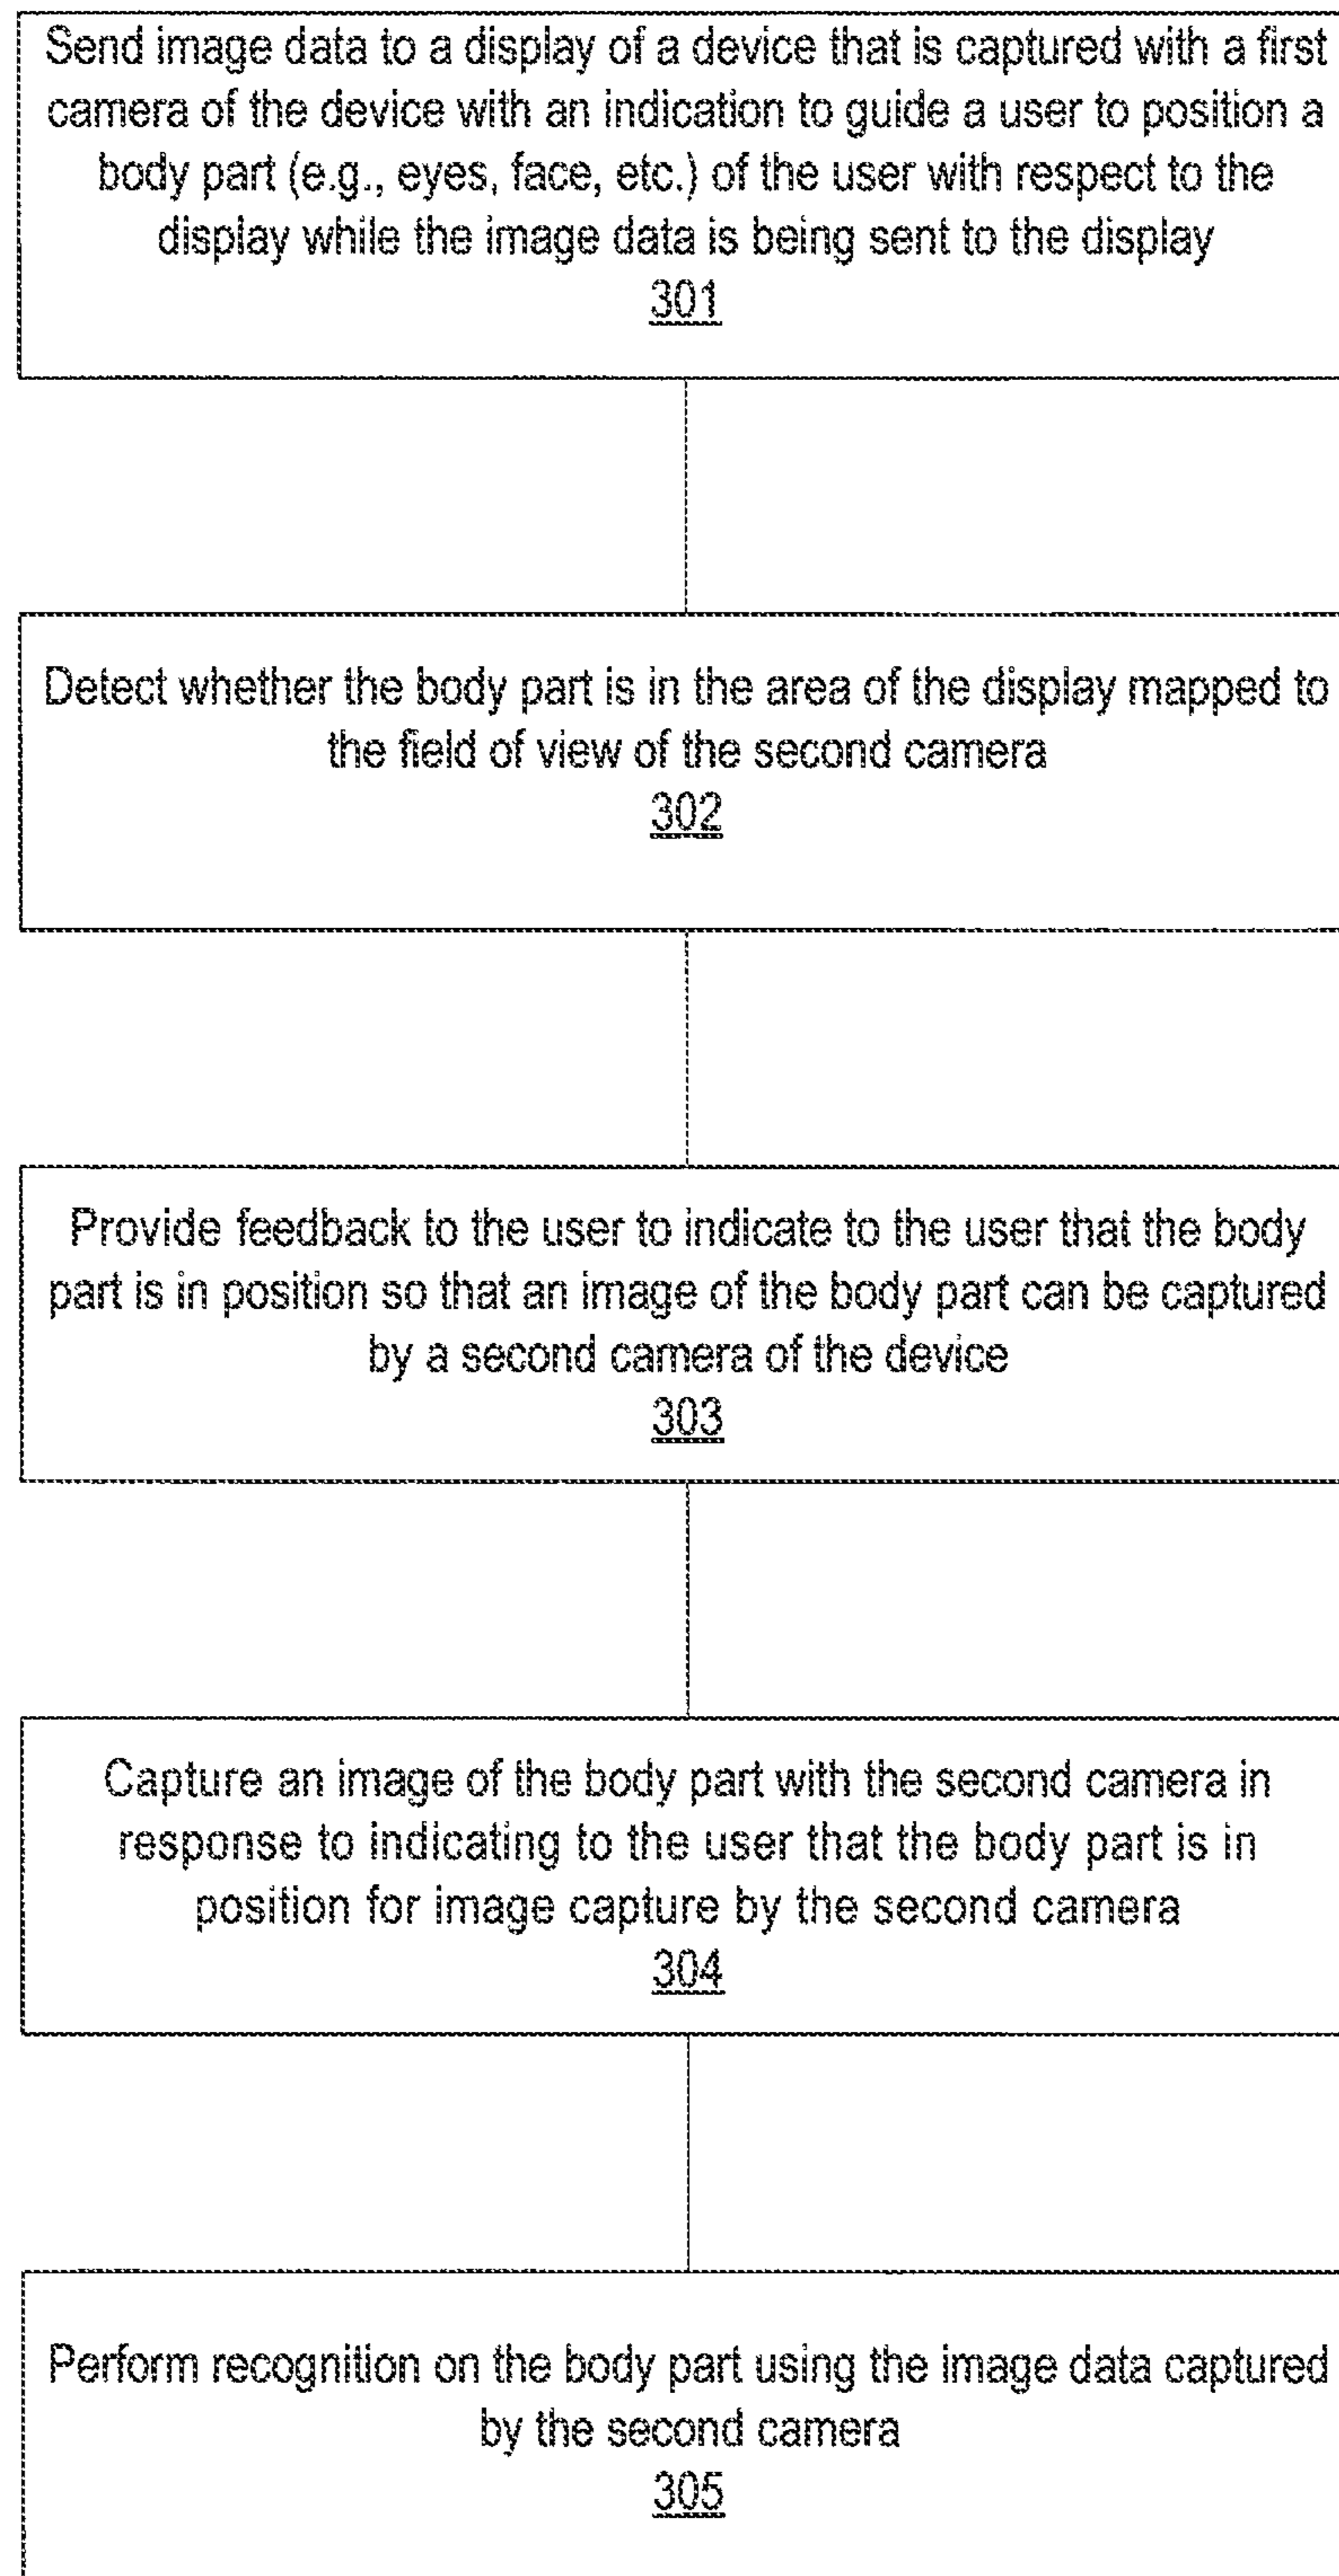 Send image data to a display of a device that is captured with a first
camera of the device with an indication to guide a user to position a
body part (e.g., eyes, face, etc.) of the user with respect to the
display while the image data is being sent to the display
301
Detect whether the body part is in the area of the display mapped to
the field of view of the second camera
302
Provide feedback to the user to indicate to the user that the body
part is in position so that an image of the body part can be captured
by a second camera of the device
303
Capture an image of the body part with the second camera in
response to indicating to the user that the body part is in
position for image capture by the second camera
304
Perform recognition on the body part using the image data captured
by the second camera
305